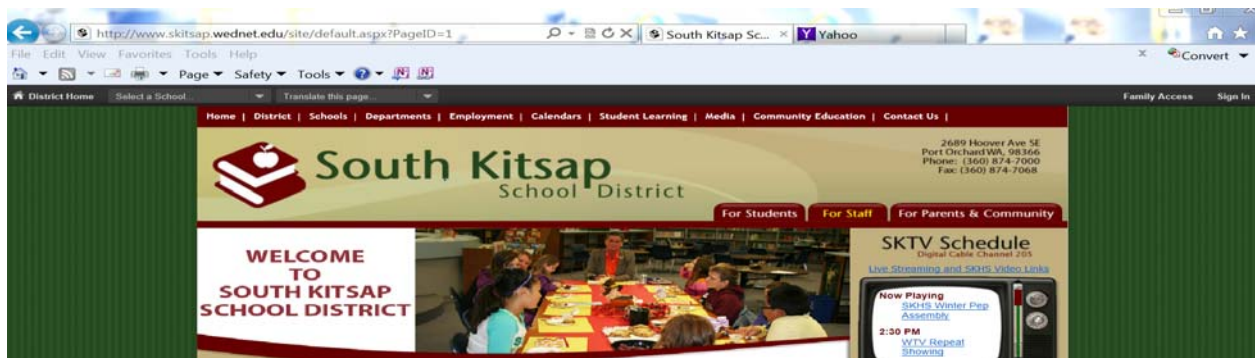 http://www.skitsap.wednet.edu/site/default.aspx?PageID=1 South Kitsap Sc... × Y Yahoo
File Edit View Favorites Tools Help x Convert
Page Safety Tools
District Home Select a School... Translate this page... Family Access Sign In
Home | District | Schools | Departments | Employment | Calendars | Student Learning | Media | Community Education | Contact Us |
2689 Hoover Ave SE
Port Orchard WA, 98366
Phone: (360) 874-7000
Fax: (360) 874-7068
South Kitsap
School District
For Students For Staff For Parents & Community
WELCOME
TO
SOUTH KITSAP
SCHOOL DISTRICT
SKTV Schedule
Digital Cable Channel 205
Live Streaming and SKHS Video Links
Now Playing
SKHS Winter Pep
Assembly
2:30 PM
WTV Repeat
Showing